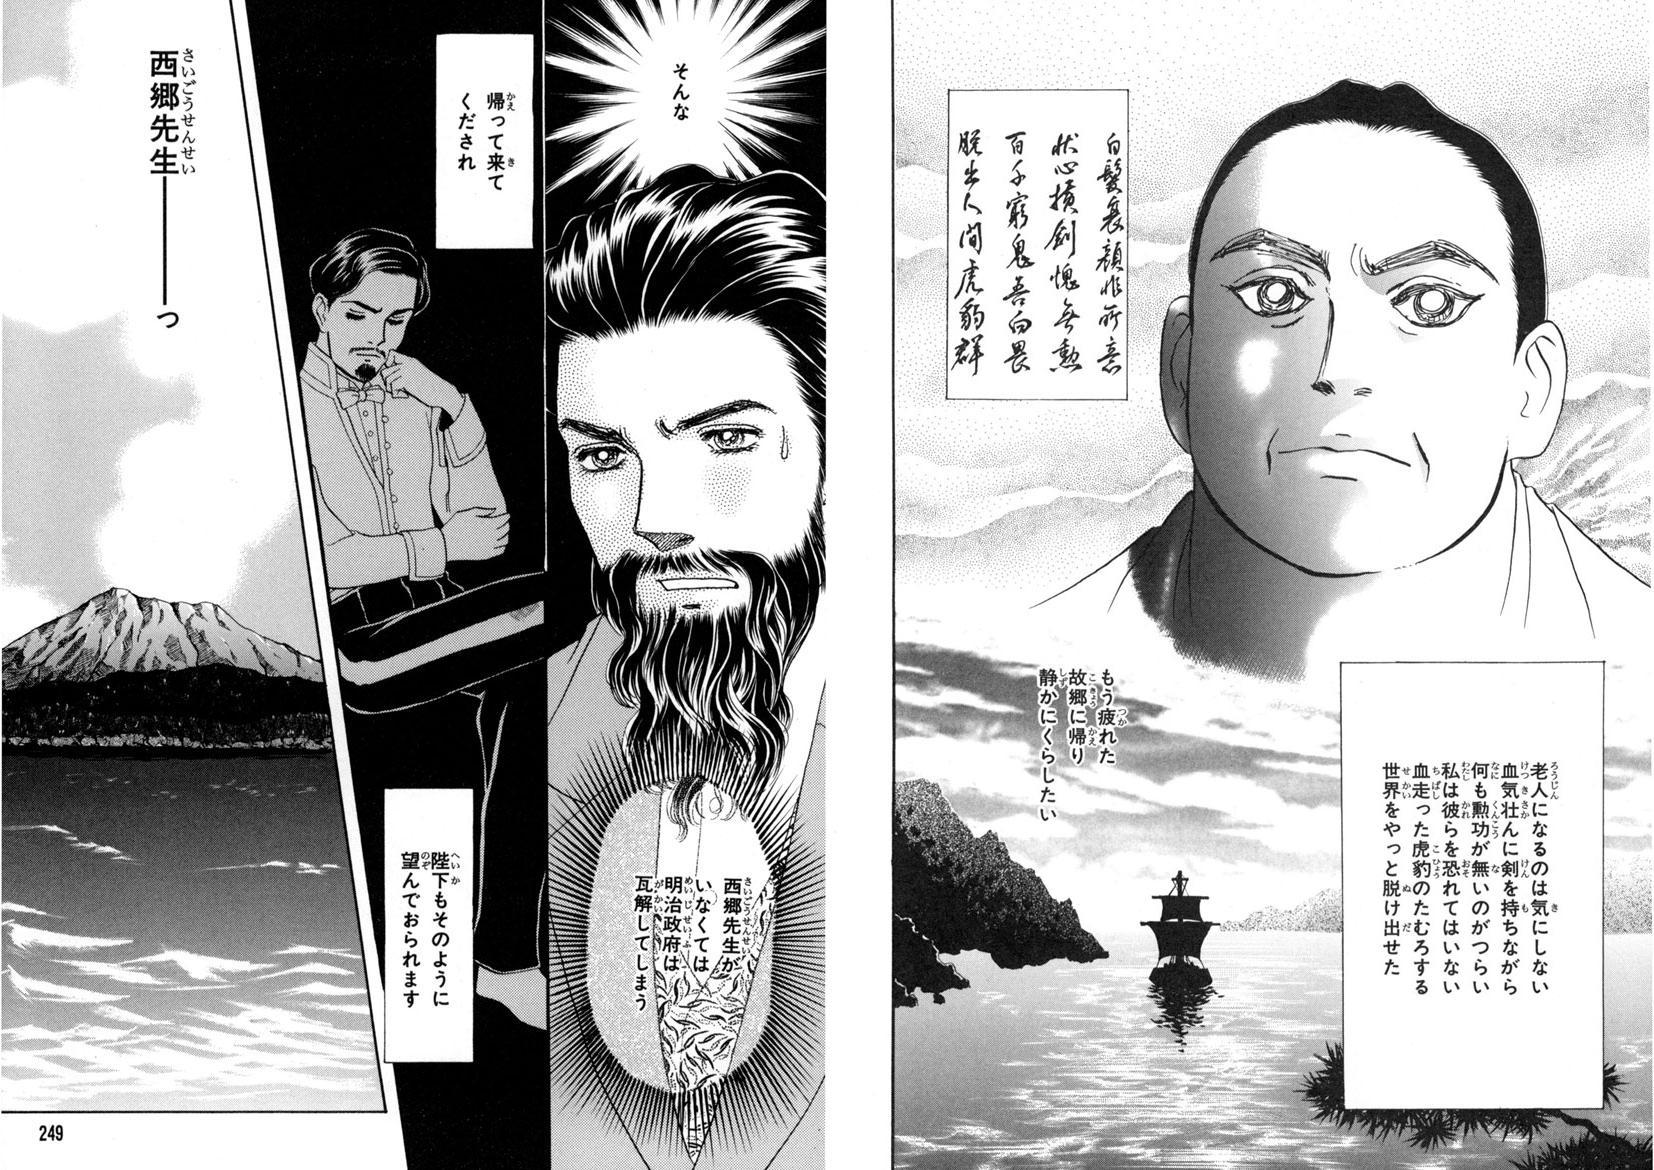 白髪衰顔非所意
壮心横剣愧無勲
百千窮鬼吾何畏
脱出人間虎豹群
老人になるのは気にしない
血気壮んに剣を持ちながら
何も勲功が無いのがつらい
私は彼らを恐れてはいない
血走った虎豹のたむろする
世界をやっと脱け出せた
もう疲れた
故郷に帰り
静かにくらしたい
そんな
西郷先生が
いなくては
明治政府は
瓦解してしまう
帰って来て
くだされ
陛下もそのように
望んでおられます
西郷先生――っ
249